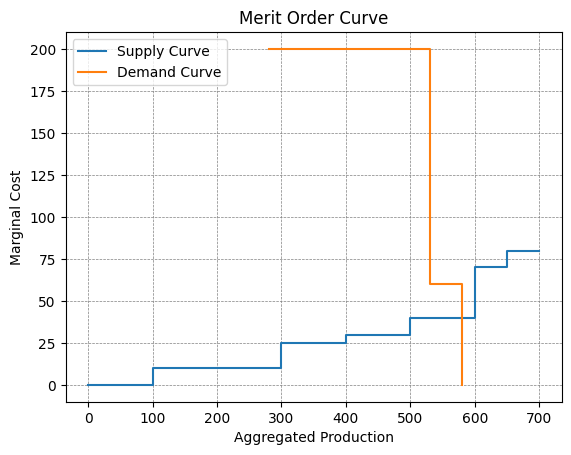 Merit Order Curve
Supply Curve
Demand Curve
Marginal Cost
200
175
150
125
100
75
50
25
0
0 100 200 300 400 500 600 700
Aggregated Production